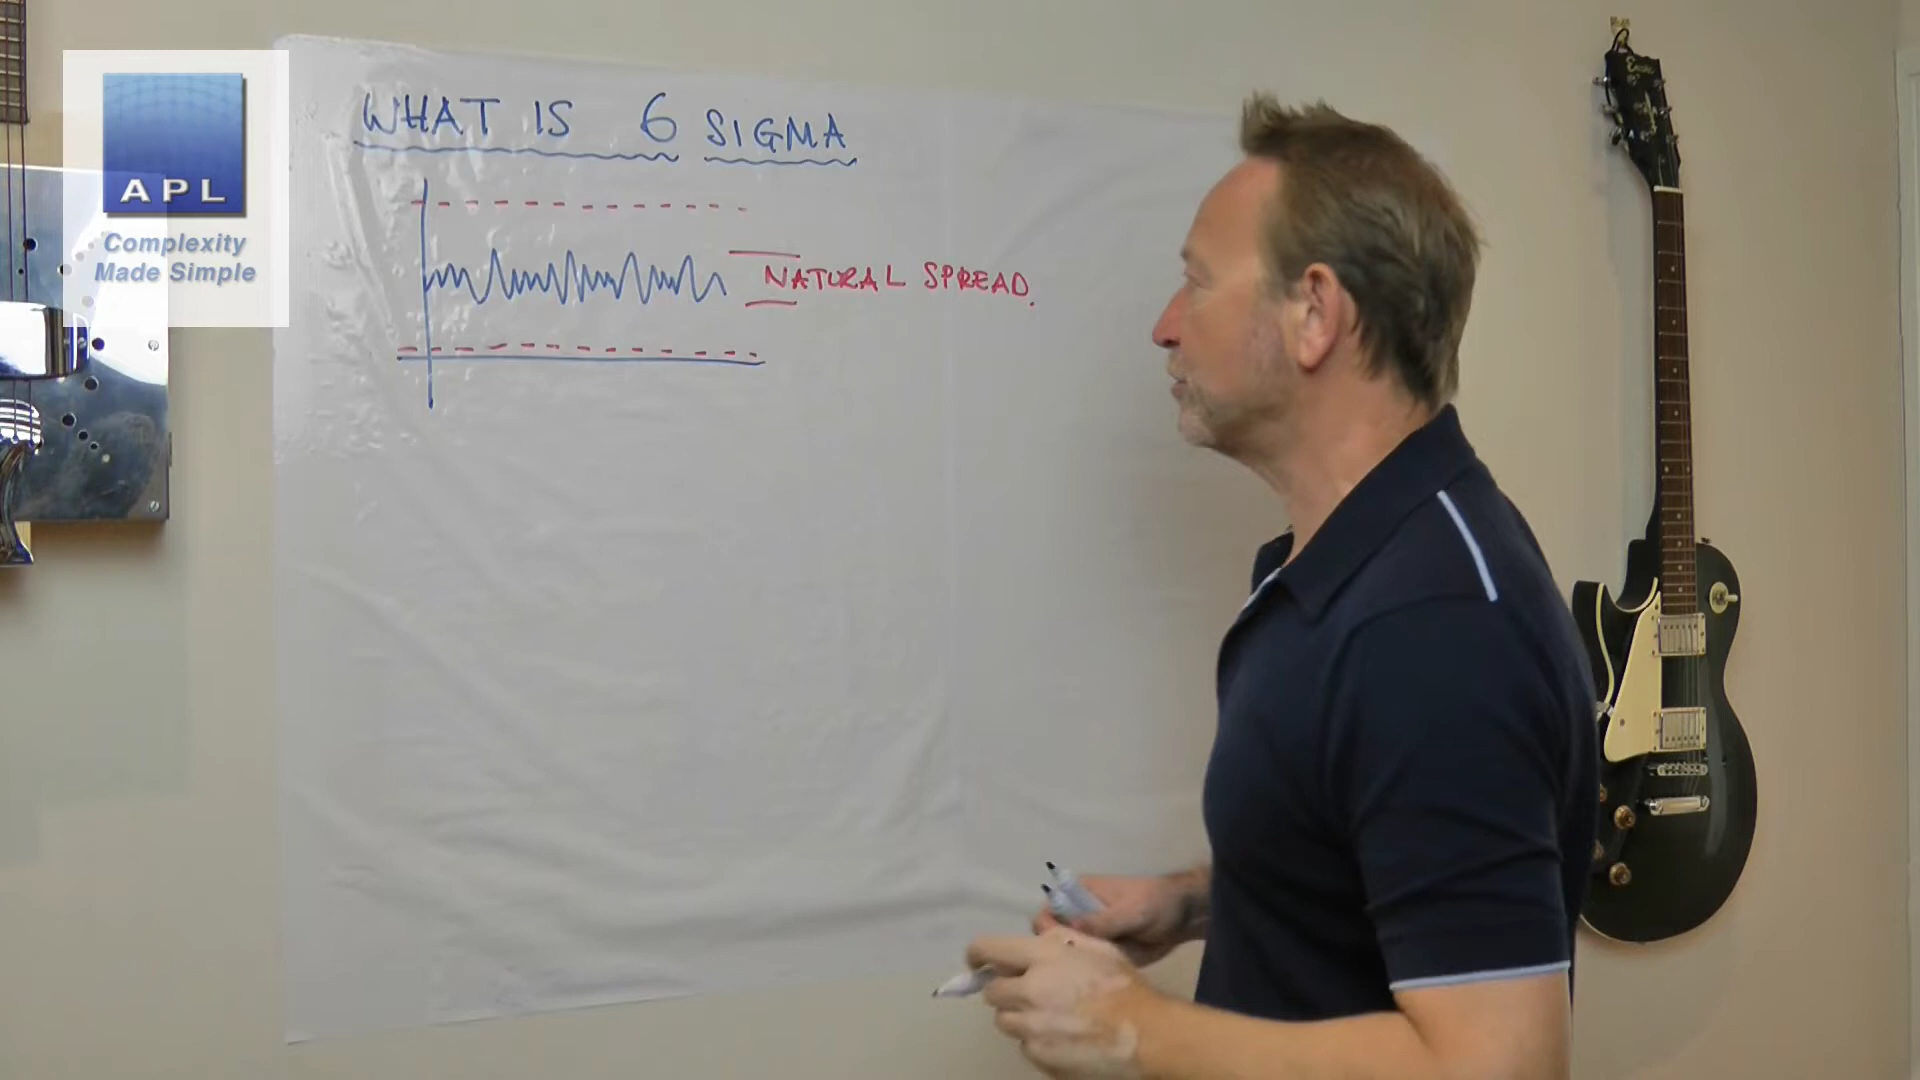 WHAT IS 6 SIGMA
NATURAL SPREAD.
APL
Complexity
Made Simple